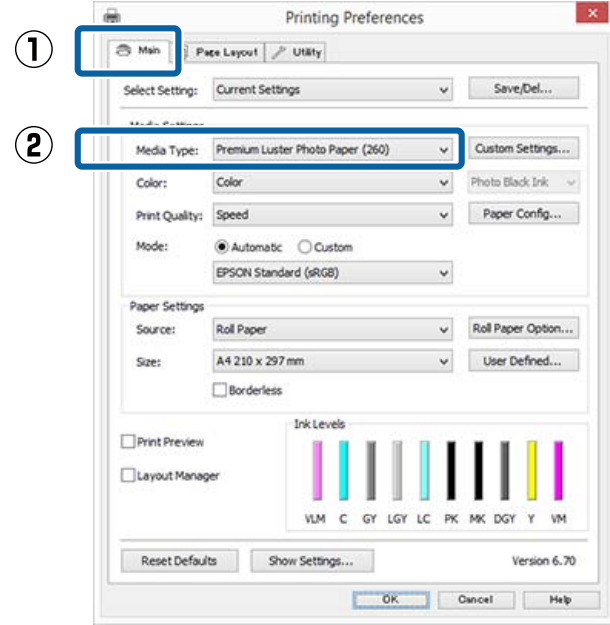 Printing Preferences
1
Main Page Layout Utility
Select Setting: Current Settings Save/Del...
2
Media Settings
Media Type: Premium Luster Photo Paper (260) Custom Settings...
Color: Color Photo Black Ink
Print Quality: Speed Paper Config...
Mode: Automatic Custom
EPSON Standard (sRGB)
Paper Settings
Source: Roll Paper Roll Paper Option...
Size: A4 210 x 297 mm User Defined...
Borderless
Ink Levels
Print Preview
Layout Manager
VLM C GY LGY LC PK MK DGY Y VM
Reset Defaults Show Settings... Version 6.70
OK Cancel Help